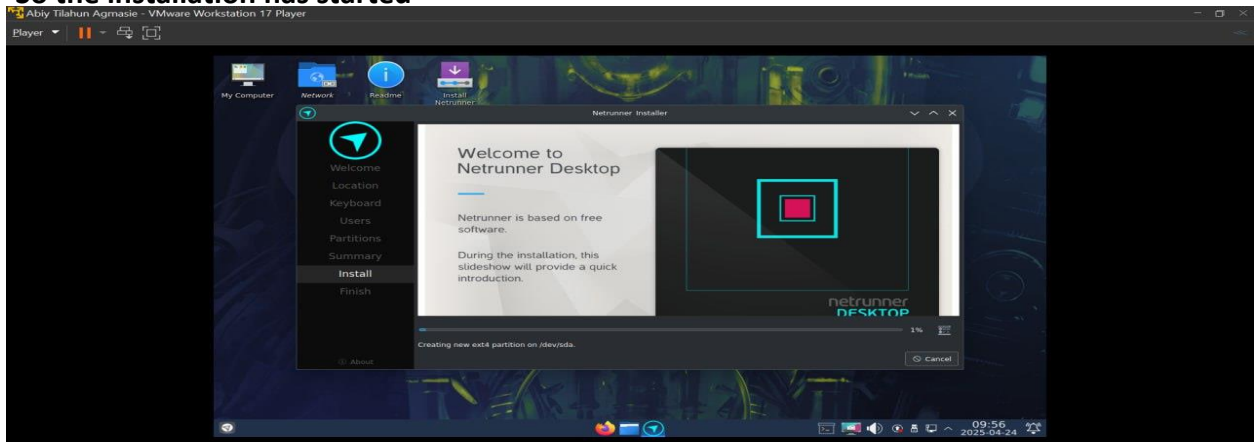 So the installation has started
Abiy Tilahun Agmasie - VMware Workstation 17 Player
Player
My Computer
Network
Readme
Install
Netrunner
Netrunner Installer
Welcome
Location
Keyboard
Users
Partitions
Summary
Install
Finish
About
Welcome to
Netrunner Desktop
Netrunner is based on free
software.
During the installation, this
slideshow will provide a quick
introduction.
netrunner
DESKTOP
1%
Creating new ext4 partition on /dev/sda.
Cancel
09:56
2025-04-24